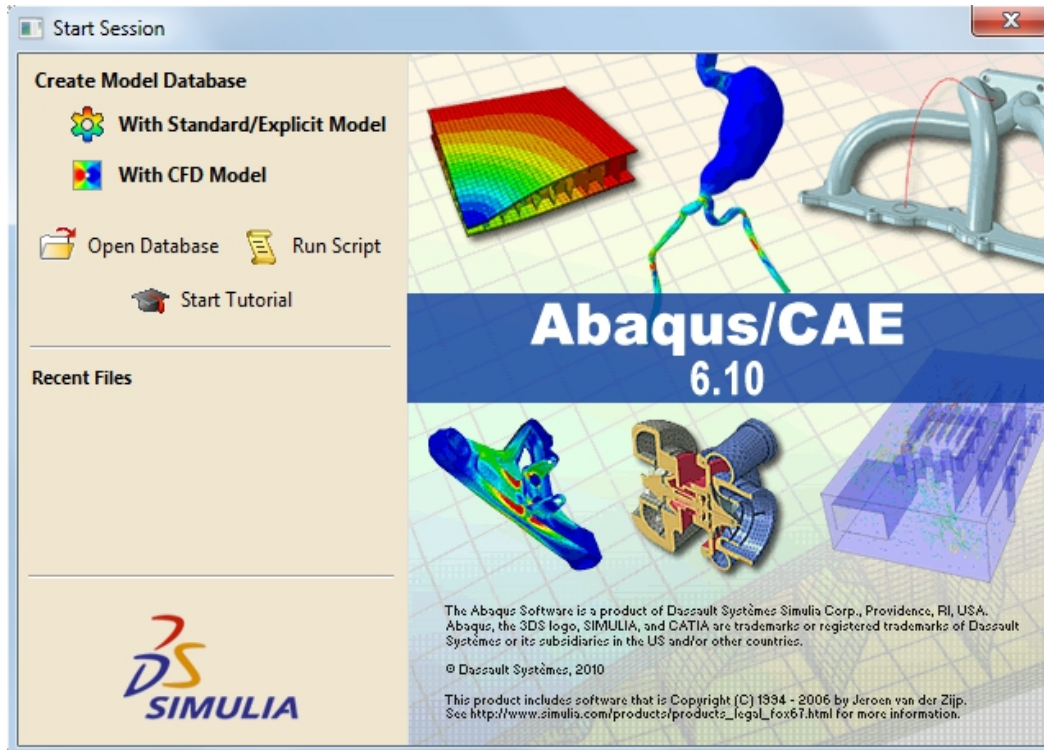 Start Session
Create Model Database
With Standard/Explicit Model
With CFD Model
Open Database
Run Script
Start Tutorial
Recent Files
Abaqus/CAE
6.10
The Abaqus Software is a product of Dassault Systèmes Simulia Corp., Providence, RI, USA.
Abaqus, the 3DS logo, SIMULIA, and CATIA are trademarks or registered trademarks of Dassault
Systèmes or its subsidiaries in the US and/or other countries.
© Dassault Systèmes, 2010
This product includes software that is Copyright (C) 1994 - 2006 by Jeroen van der Zijp.
See http://www.simulia.com/products/products_legal_fox67.html for more information.
3DS
SIMULIA